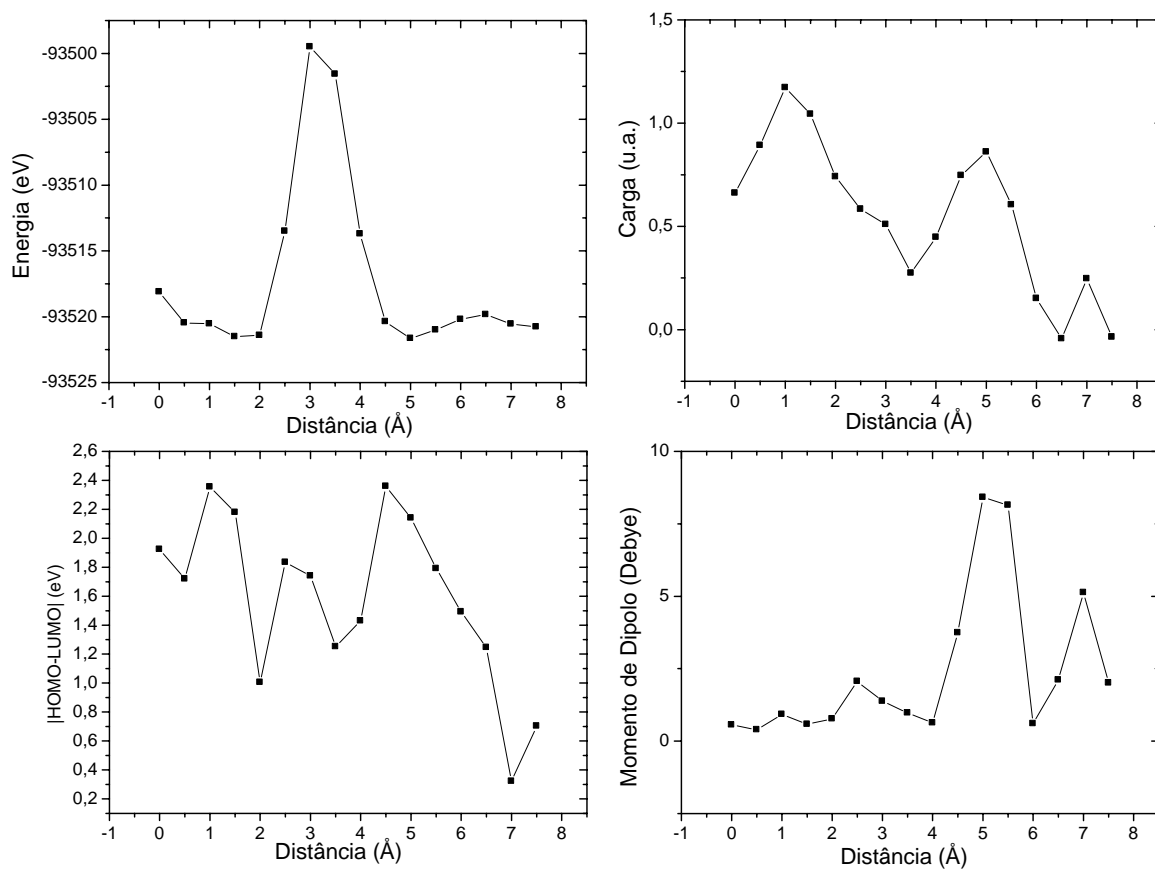 -93500
-93505
-93510
-93515
-93520
-93525
Energia (eV)
-1 0 1 2 3 4 5 6 7 8
Distância (Å)
1,5
1,0
0,5
0,0
Carga (u.a.)
-1 0 1 2 3 4 5 6 7 8
Distância (Å)
2,6
2,4
2,2
2,0
1,8
1,6
1,4
1,2
1,0
0,8
0,6
0,4
0,2
|HOMO-LUMO| (eV)
-1 0 1 2 3 4 5 6 7 8
Distância (Å)
10
5
0
Momento de Dipolo (Debye)
-1 0 1 2 3 4 5 6 7 8
Distância (Å)